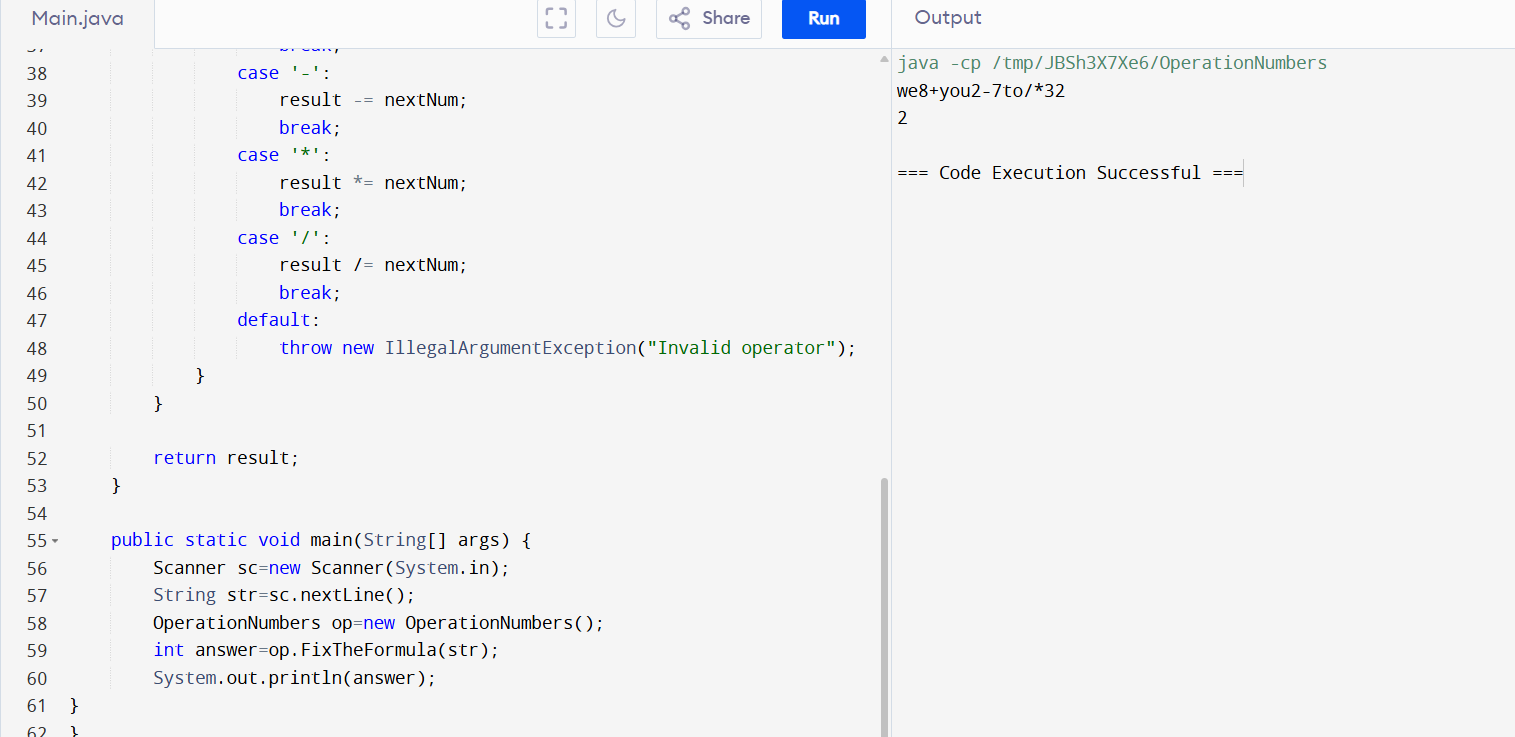 Main.java
Share
Run
Output
37 break;
38 case '-':
39 result -= nextNum;
40 break;
41 case '*':
42 result *= nextNum;
43 break;
44 case '/':
45 result /= nextNum;
46 break;
47 default:
48 throw new IllegalArgumentException("Invalid operator");
49 }
50 }
51
52 return result;
53 }
54
55 public static void main(String[] args) {
56 Scanner sc=new Scanner(System.in);
57 String str=sc.nextLine();
58 OperationNumbers op=new OperationNumbers();
59 int answer=op.FixTheFormula(str);
60 System.out.println(answer);
61 }
62 }
java -cp /tmp/JBSh3X7Xe6/OperationNumbers
we8+you2-7to/*32
2
=== Code Execution Successful ===